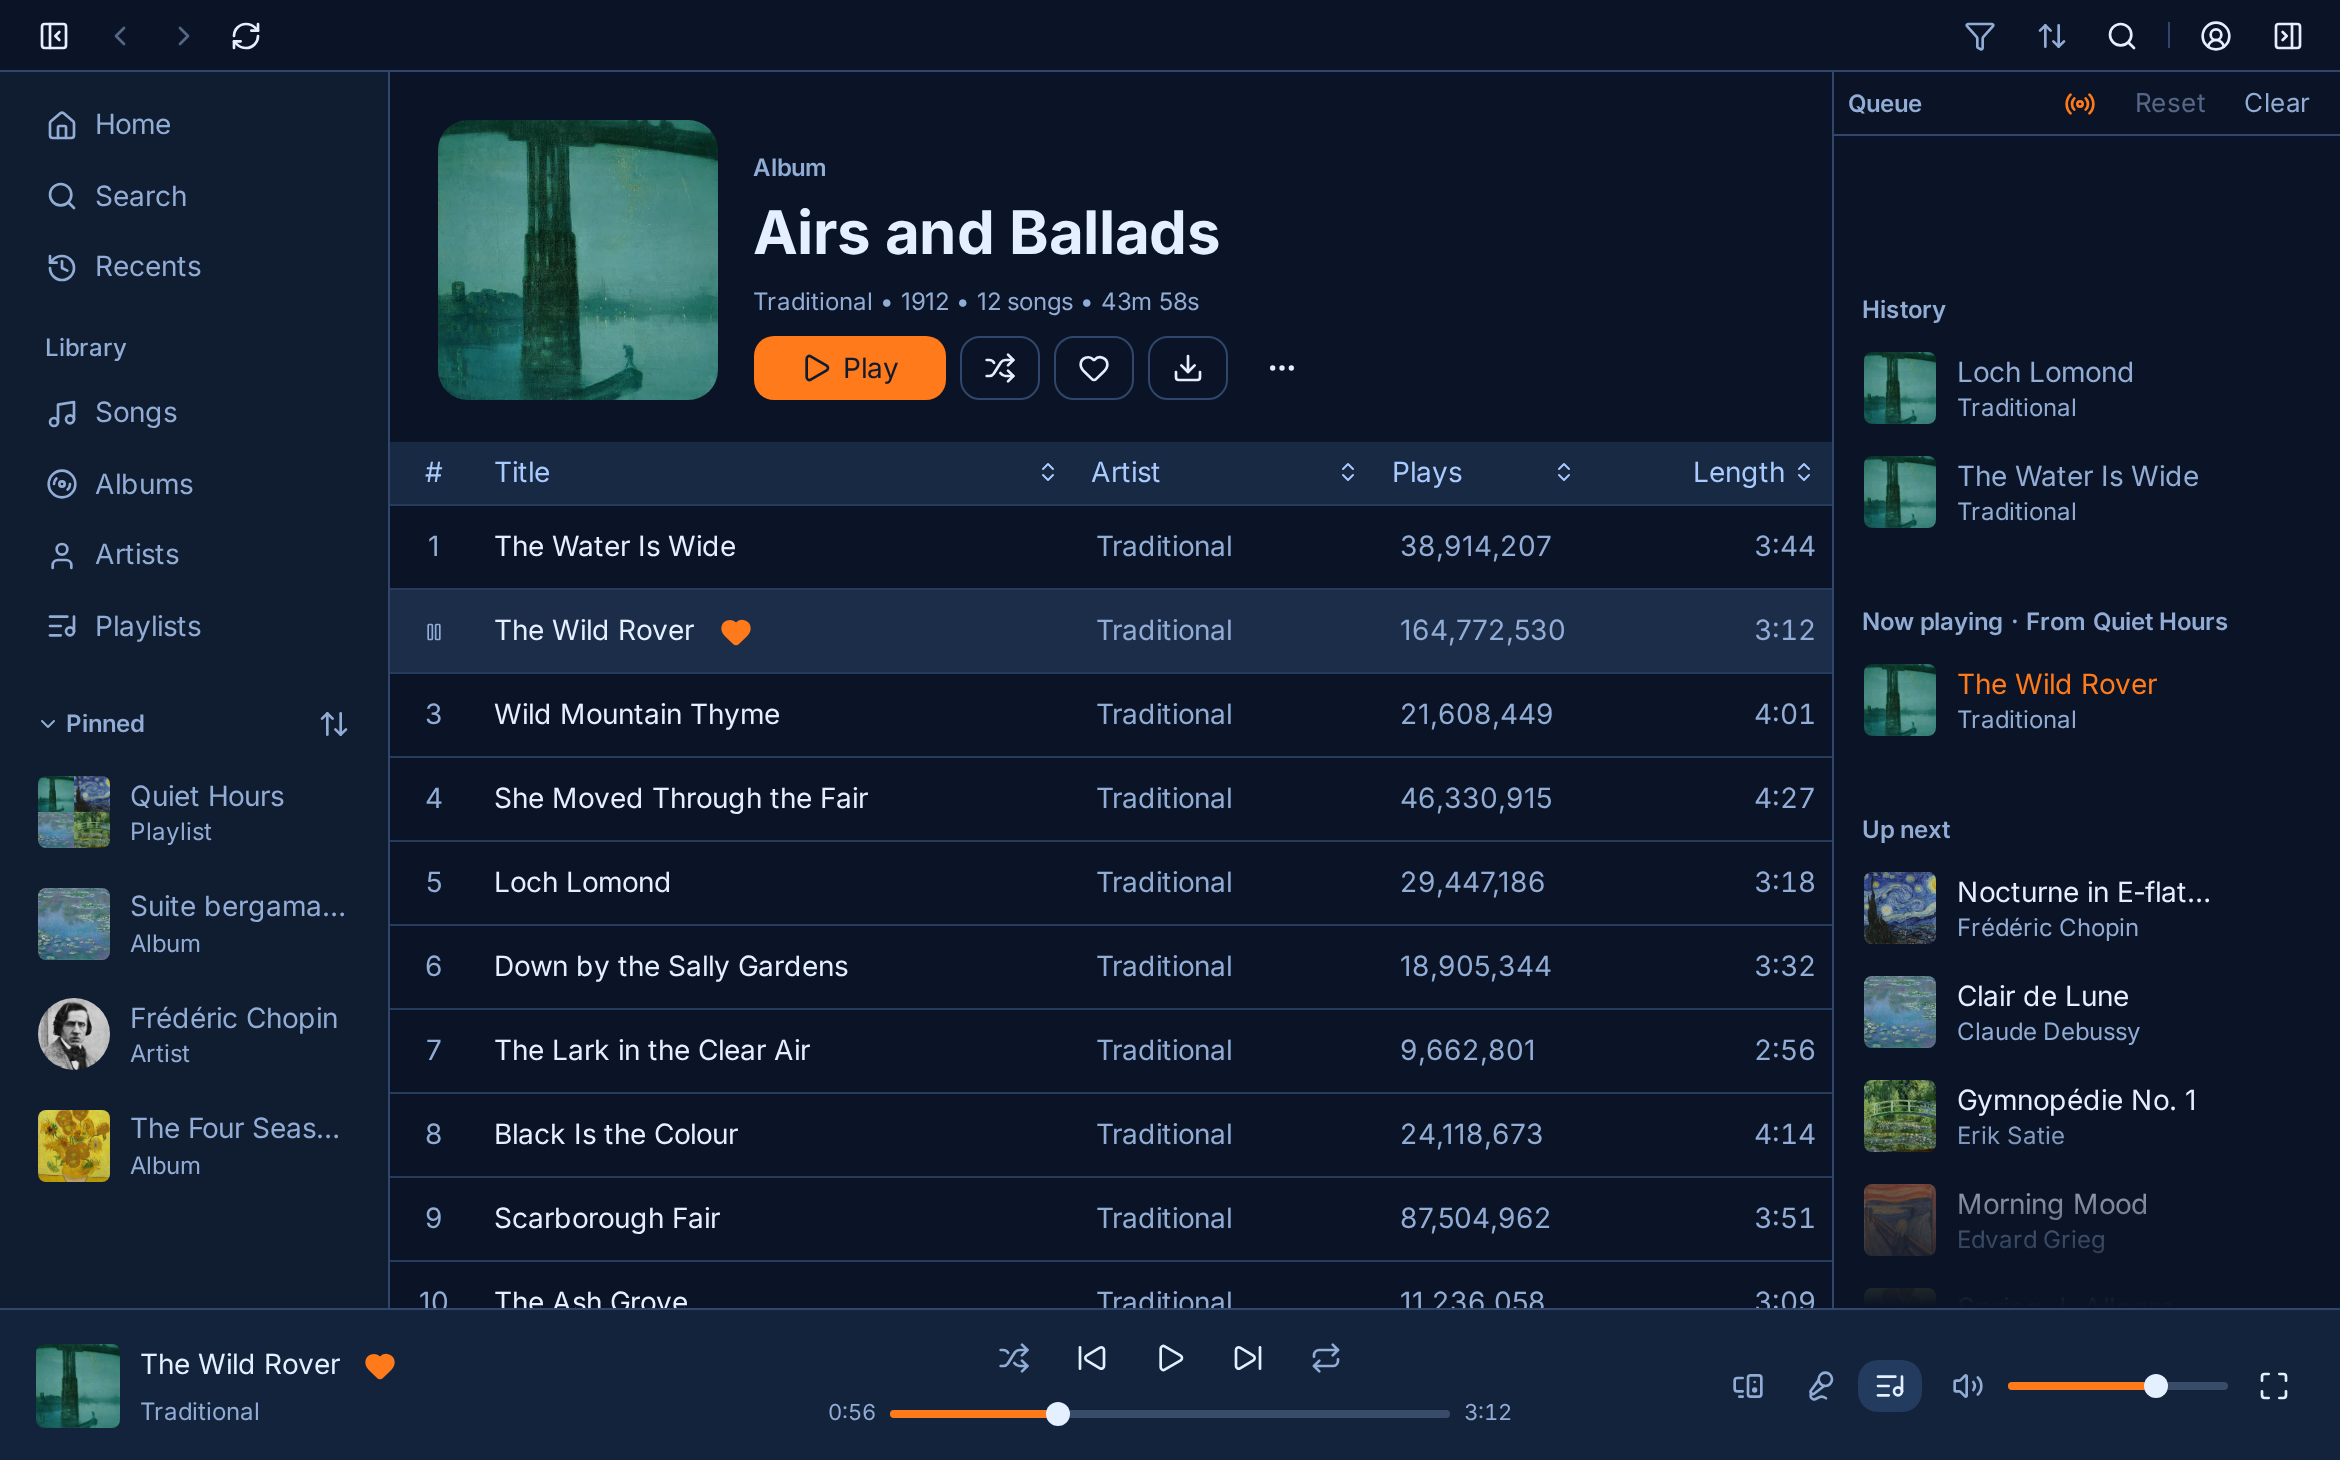 Home
Search
Recents
Library
Songs
Albums
Artists
Playlists
Pinned
Quiet Hours
Playlist
Suite bergama...
Album
Frédéric Chopin
Artist
The Four Seas...
Album
Album
Airs and Ballads
Traditional • 1912 • 12 songs • 43m 58s
Play
# Title Artist Plays Length
1 The Water Is Wide Traditional 38,914,207 3:44
The Wild Rover Traditional 164,772,530 3:12
3 Wild Mountain Thyme Traditional 21,608,449 4:01
4 She Moved Through the Fair Traditional 46,330,915 4:27
5 Loch Lomond Traditional 29,447,186 3:18
6 Down by the Sally Gardens Traditional 18,905,344 3:32
7 The Lark in the Clear Air Traditional 9,662,801 2:56
8 Black Is the Colour Traditional 24,118,673 4:14
9 Scarborough Fair Traditional 87,504,962 3:51
10 The Ash Grove Traditional 11,236,058 3:09
Queue Reset Clear
History
Loch Lomond
Traditional
The Water Is Wide
Traditional
Now playing · From Quiet Hours
The Wild Rover
Traditional
Up next
Nocturne in E-flat...
Frédéric Chopin
Clair de Lune
Claude Debussy
Gymnopédie No. 1
Erik Satie
Morning Mood
Edvard Grieg
The Wild Rover
Traditional
0:56 3:12